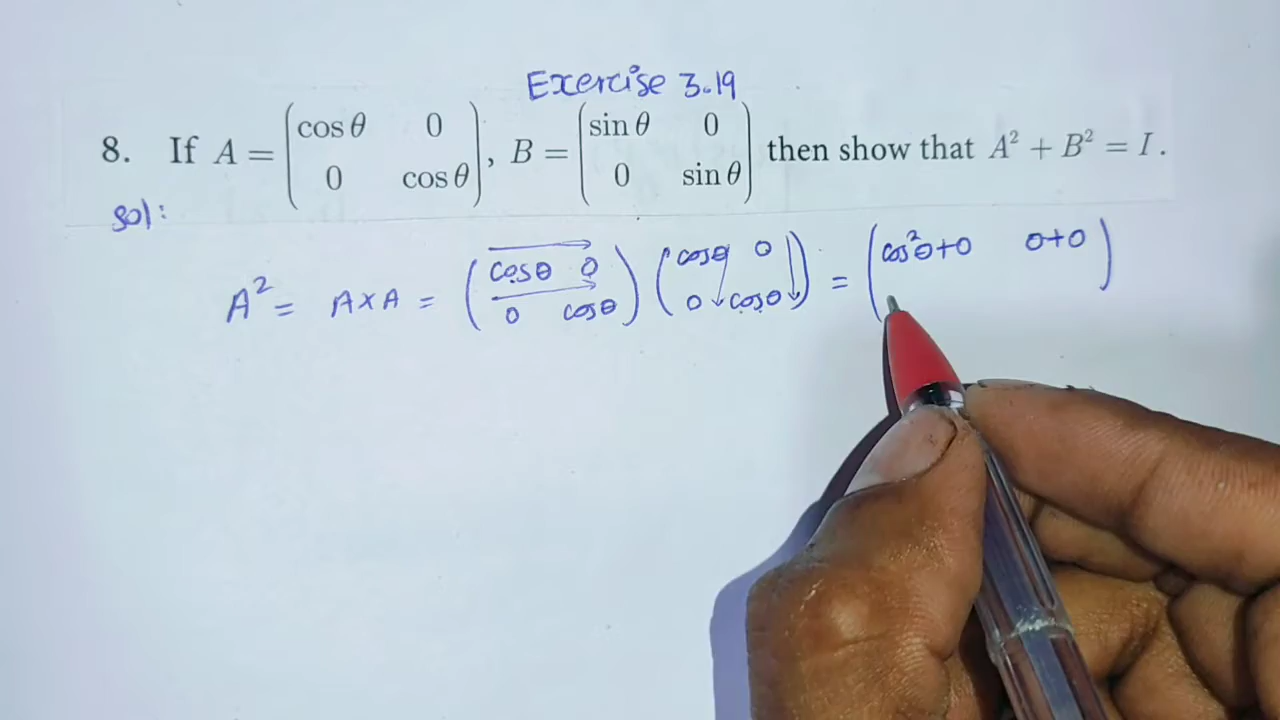 Exercise 3.19
8. If A = (cos θ 0
0 cos θ), B = (sin θ 0
0 sin θ) then show that A² + B² = I.
Sol:
A² = A × A = (cosθ 0
0 cosθ) (cosθ 0
0 cosθ) = (cos²θ+0 0+0)